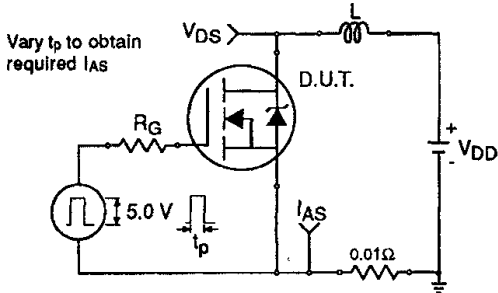 Vary tp to obtain
required IAS
VDS
L
D.U.T.
RG
+
VDD
-
5.0 V
tp
IAS
0.01Ω